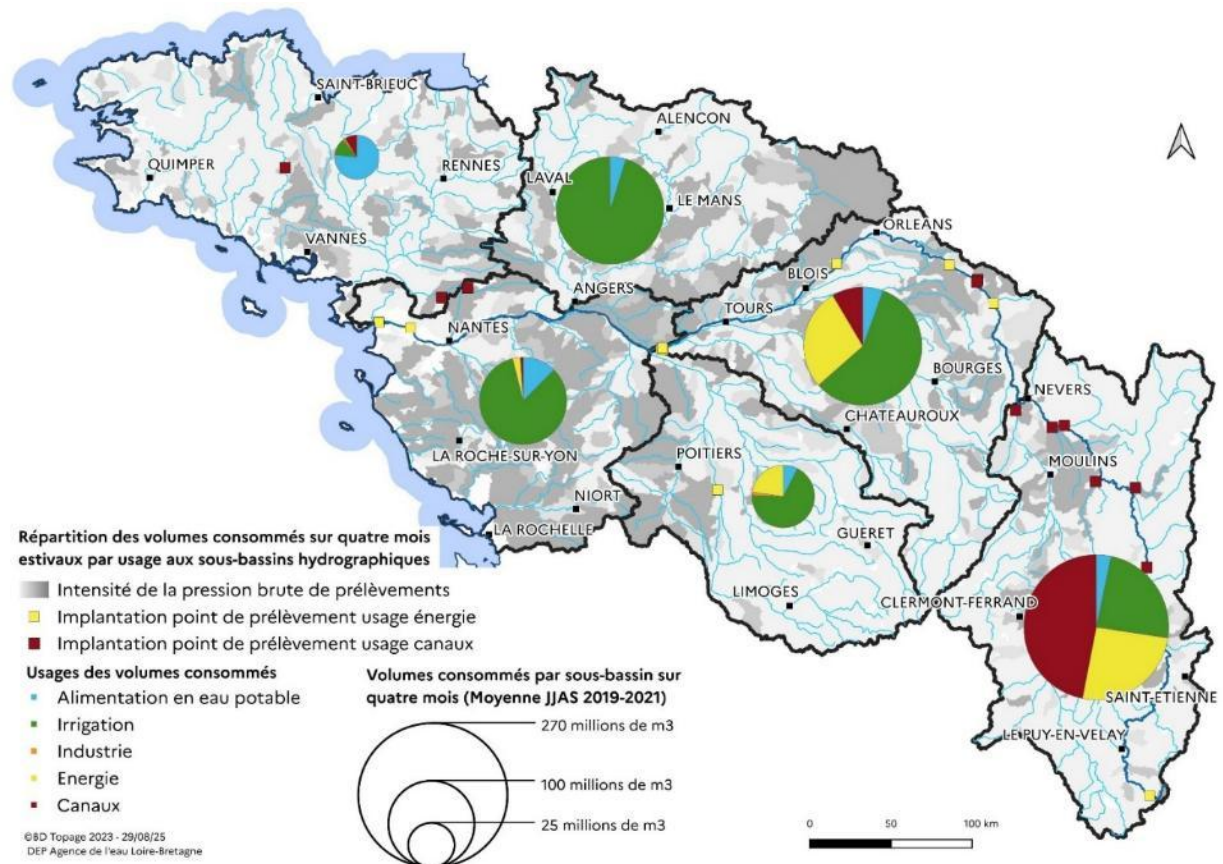 SAINT-BRIEUC
ALENCON
QUIMPER
RENNES
LAVAL
LE MANS
ORLEANS
VANNES
BLOIS
ANGERS
TOURS
NANTES
BOURGES
NEVERS
CHATEAUROUX
LA ROCHE-SUR-YON
POITIERS
MOULINS
NIORT
LA ROCHELLE
GUERET
LIMOGES
CLERMONT-FERRAND
SAINT-ETIENNE
LE PUY-EN-VELAY
Répartition des volumes consommés sur quatre mois
estivaux par usage aux sous-bassins hydrographiques
Intensité de la pression brute de prélèvements
Implantation point de prélèvement usage énergie
Implantation point de prélèvement usage canaux
Usages des volumes consommés
Alimentation en eau potable
Irrigation
Industrie
Energie
Canaux
Volumes consommés par sous-bassin sur
quatre mois (Moyenne JJAS 2019-2021)
270 millions de m3
100 millions de m3
25 millions de m3
0 50 100 km
©BD Topage 2023 - 29/08/25
DEP Agence de l'eau Loire-Bretagne